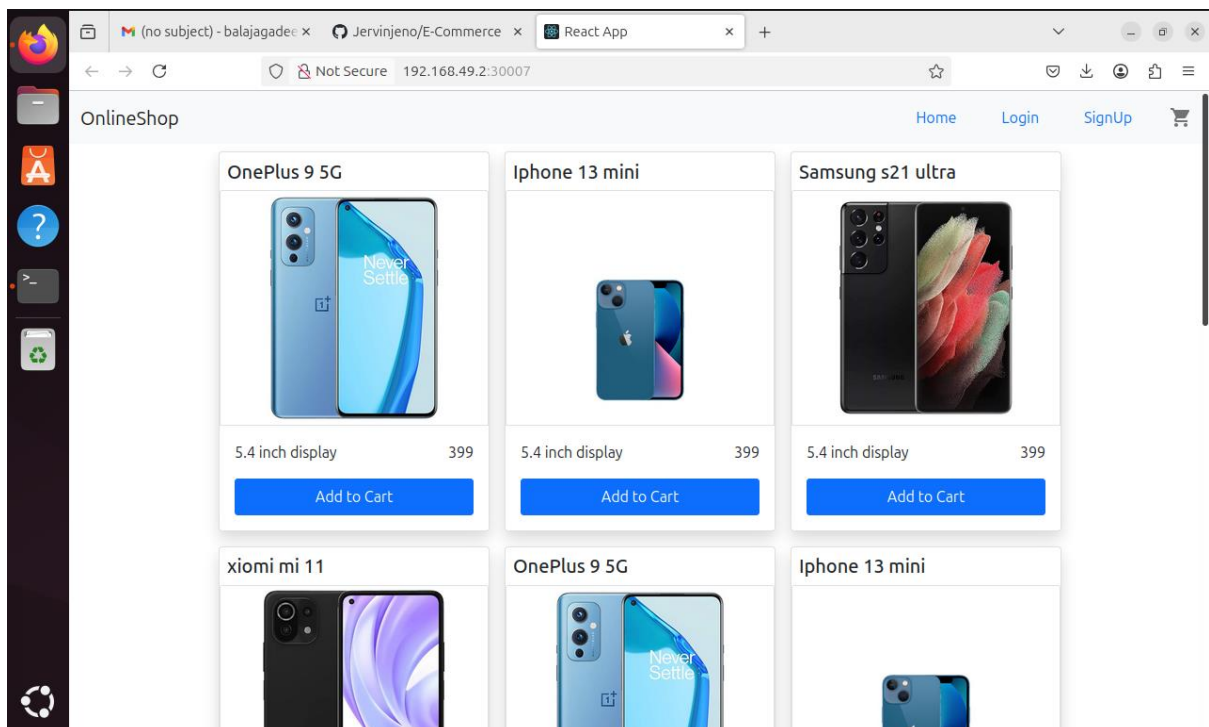 (no subject) - balajagadee
Jervinjeno/E-Commerce
React App
Not Secure 192.168.49.2:30007
OnlineShop
Home Login SignUp
OnePlus 9 5G
Iphone 13 mini
Samsung s21 ultra
Never
Settle
5.4 inch display 399
5.4 inch display 399
5.4 inch display 399
Add to Cart
Add to Cart
Add to Cart
xiomi mi 11
OnePlus 9 5G
Iphone 13 mini
Never
Settle